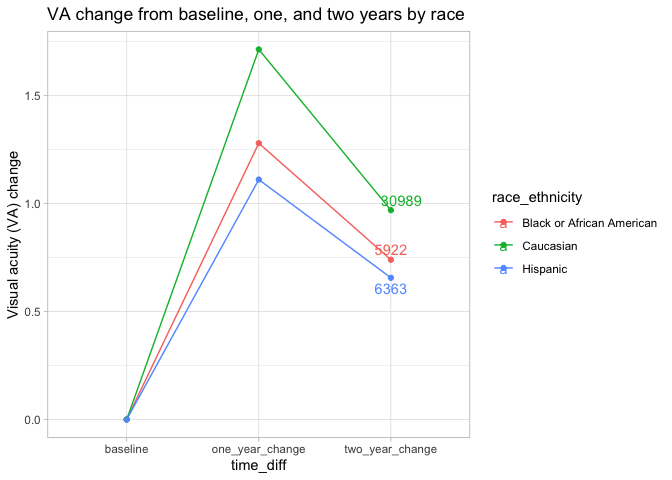 VA change from baseline, one, and two years by race
Visual acuity (VA) change
1.5
1.0
0.5
0.0
30989
5922
6363
baseline
one_year_change
two_year_change
time_diff
race_ethnicity
a Black or African American
a Caucasian
a Hispanic